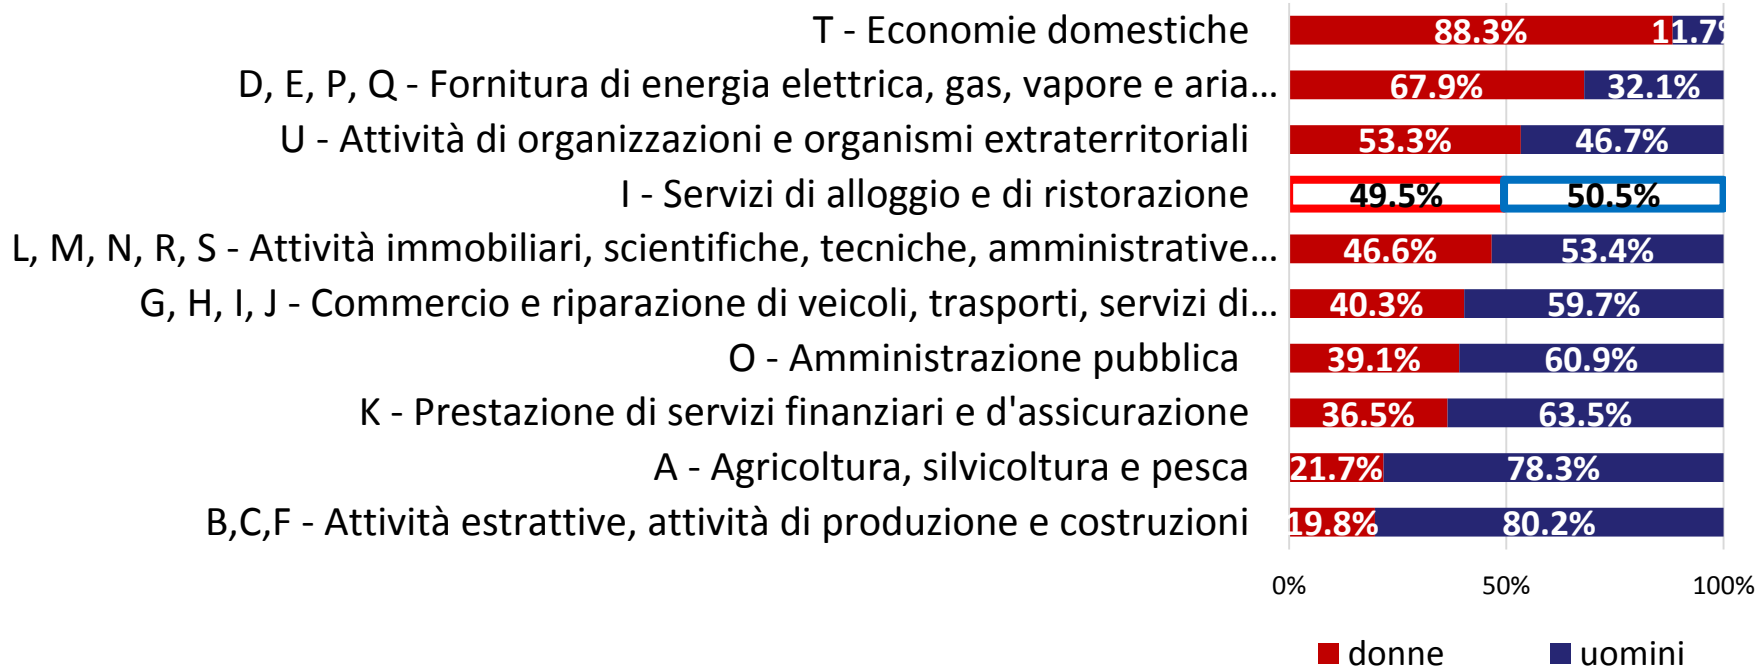 T - Economie domestiche 88.3% 11.7%
D, E, P, Q - Fornitura di energia elettrica, gas, vapore e aria... 67.9% 32.1%
U - Attività di organizzazioni e organismi extraterritoriali 53.3% 46.7%
I - Servizi di alloggio e di ristorazione 49.5% 50.5%
L, M, N, R, S - Attività immobiliari, scientifiche, tecniche, amministrative... 46.6% 53.4%
G, H, I, J - Commercio e riparazione di veicoli, trasporti, servizi di... 40.3% 59.7%
O - Amministrazione pubblica 39.1% 60.9%
K - Prestazione di servizi finanziari e d'assicurazione 36.5% 63.5%
A - Agricoltura, silvicoltura e pesca 21.7% 78.3%
B,C,F - Attività estrattive, attività di produzione e costruzioni 19.8% 80.2%
0% 50% 100%
donne uomini